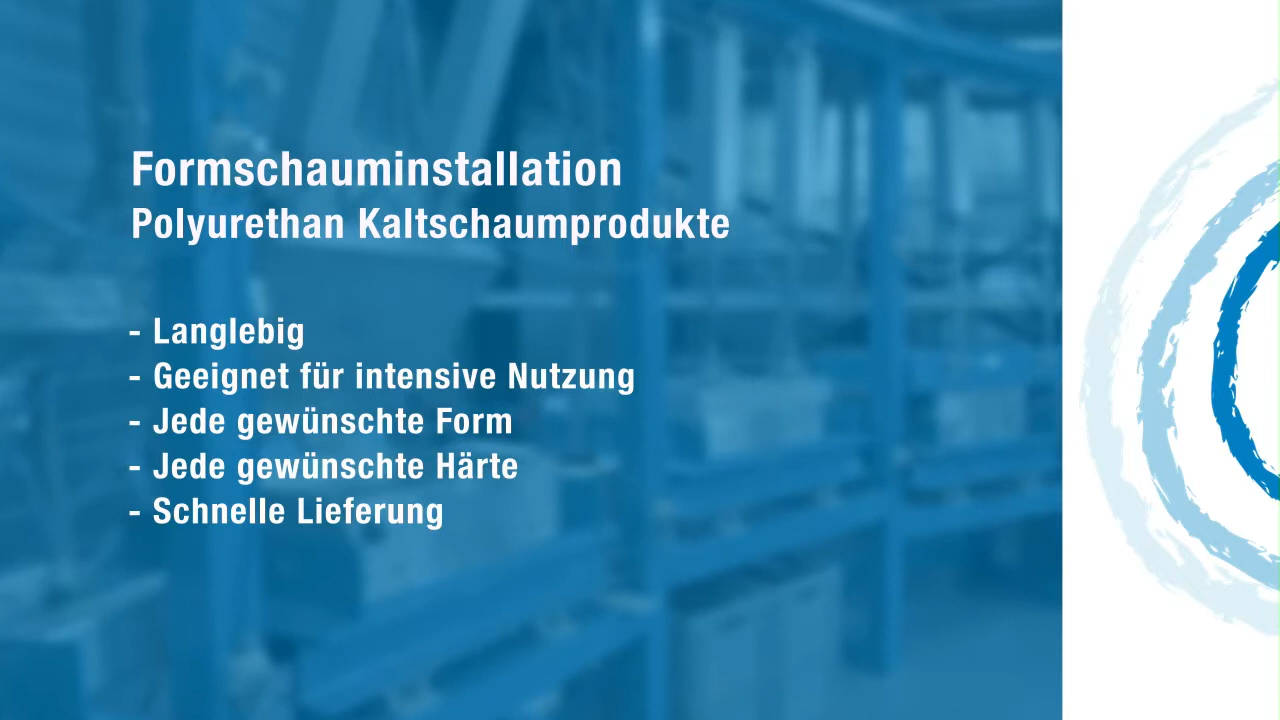 Formschauminstallation
Polyurethan Kaltschaumprodukte
- Langlebig
- Geeignet für intensive Nutzung
- Jede gewünschte Form
- Jede gewünschte Härte
- Schnelle Lieferung